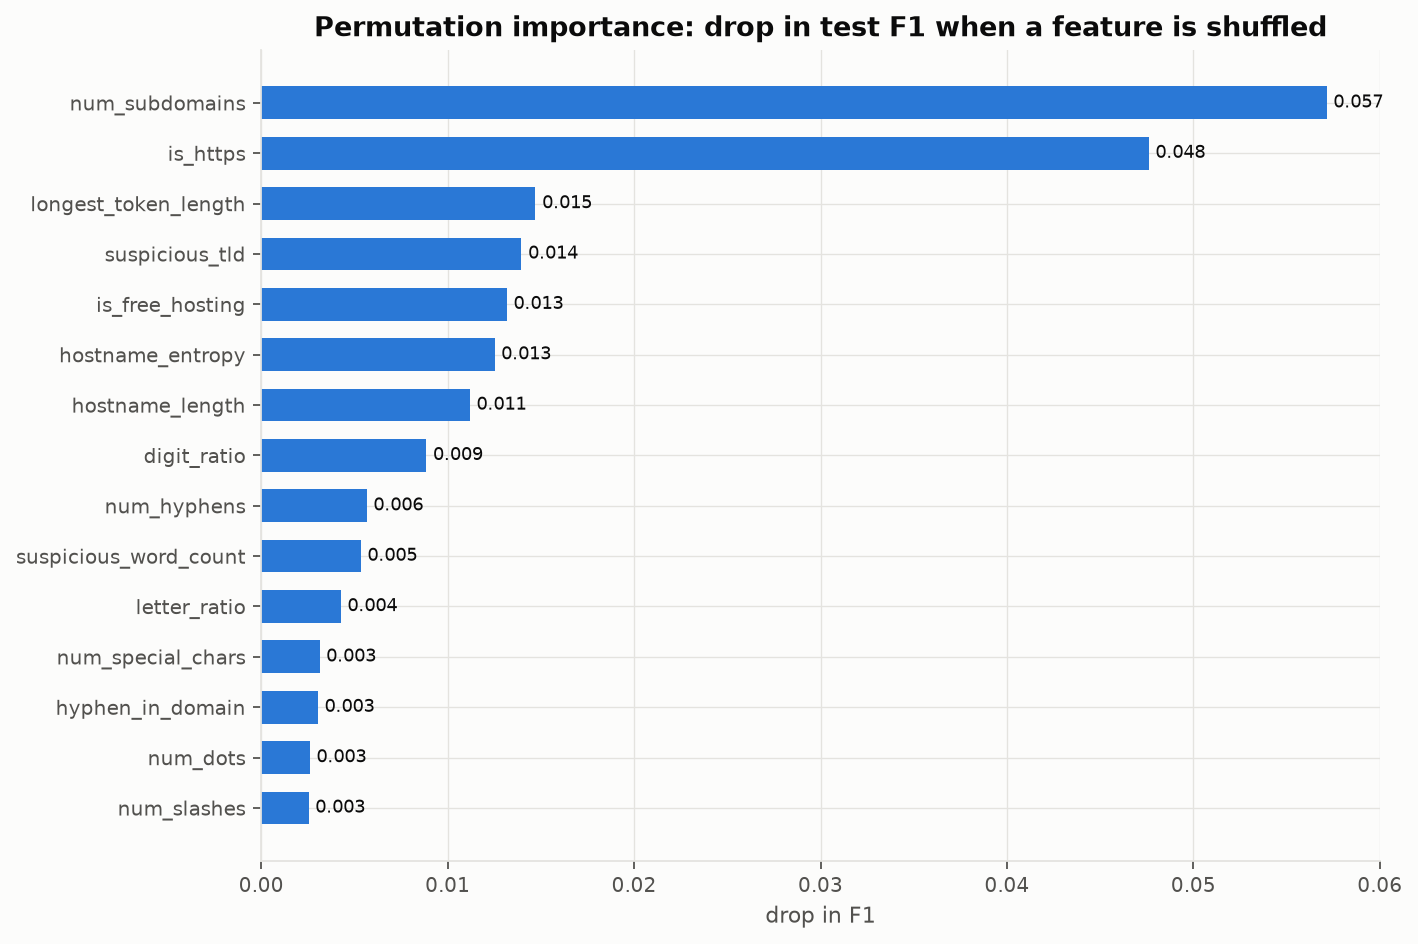 Permutation importance: drop in test F1 when a feature is shuffled
num_subdomains 0.057
is_https 0.048
longest_token_length 0.015
suspicious_tld 0.014
is_free_hosting 0.013
hostname_entropy 0.013
hostname_length 0.011
digit_ratio 0.009
num_hyphens 0.006
suspicious_word_count 0.005
letter_ratio 0.004
num_special_chars 0.003
hyphen_in_domain 0.003
num_dots 0.003
num_slashes 0.003
0.00 0.01 0.02 0.03 0.04 0.05 0.06
drop in F1